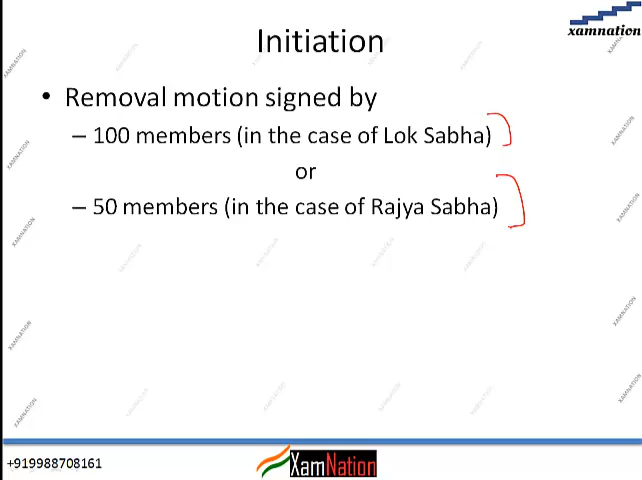 Initiation
xamnation
• Removal motion signed by
– 100 members (in the case of Lok Sabha)
or
– 50 members (in the case of Rajya Sabha)
+919988708161
XamNation